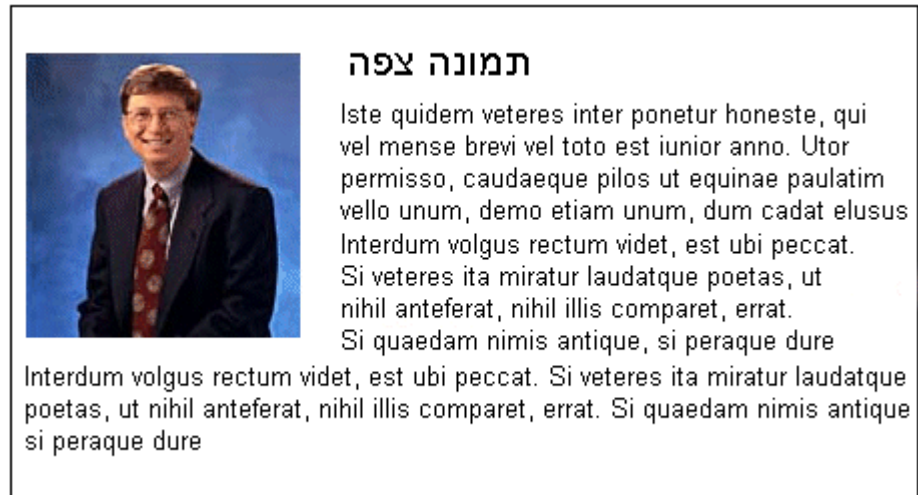 תמונה צפה
Iste quidem veteres inter ponetur honeste, qui
vel mense brevi vel toto est iunior anno. Utor
permisso, caudaeque pilos ut equinae paulatim
vello unum, demo etiam unum, dum cadat elusus
Interdum volgus rectum videt, est ubi peccat.
Si veteres ita miratur laudatque poetas, ut
nihil anteferat, nihil illis comparet, errat.
Si quaedam nimis antique, si peraque dure
Interdum volgus rectum videt, est ubi peccat. Si veteres ita miratur laudatque
poetas, ut nihil anteferat, nihil illis comparet, errat. Si quaedam nimis antique
si peraque dure